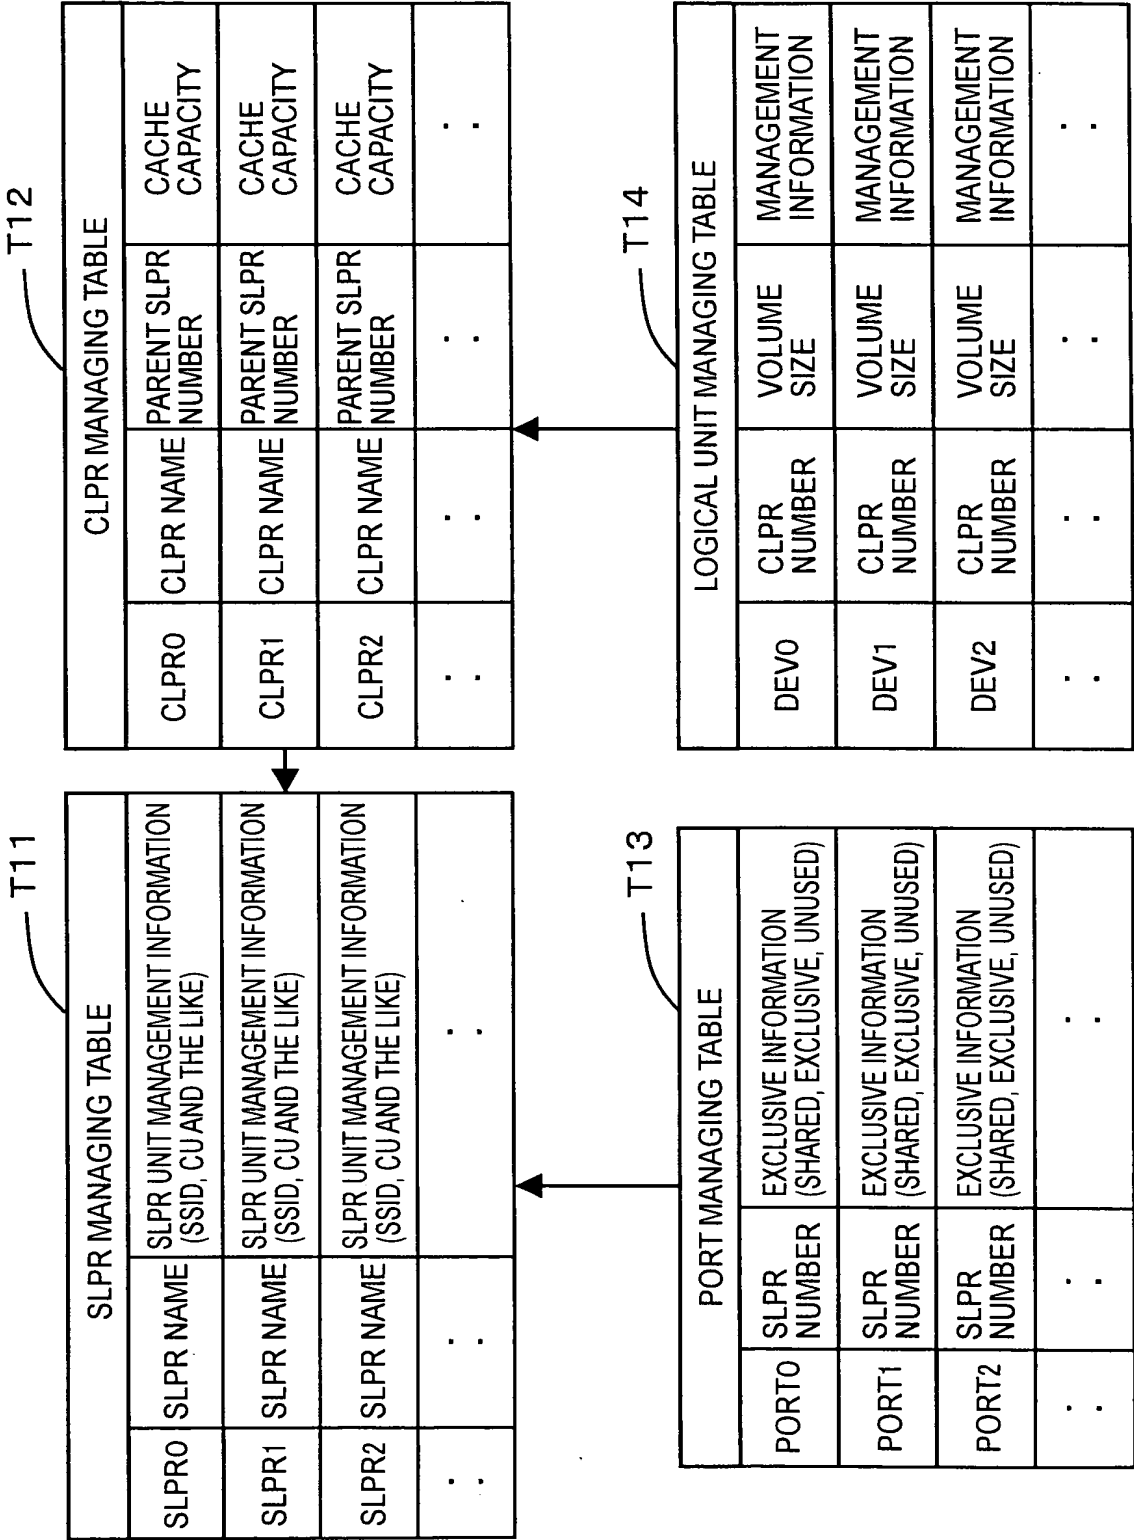 T11
SLPR MANAGING TABLE
SLPR0
SLPR NAME
SLPR UNIT MANAGEMENT INFORMATION
(SSID, CU AND THE LIKE)
SLPR1
SLPR NAME
SLPR UNIT MANAGEMENT INFORMATION
(SSID, CU AND THE LIKE)
SLPR2
SLPR NAME
SLPR UNIT MANAGEMENT INFORMATION
(SSID, CU AND THE LIKE)
: : :
T12
CLPR MANAGING TABLE
CLPR0
CLPR NAME
PARENT SLPR
NUMBER
CACHE
CAPACITY
CLPR1
CLPR NAME
PARENT SLPR
NUMBER
CACHE
CAPACITY
CLPR2
CLPR NAME
PARENT SLPR
NUMBER
CACHE
CAPACITY
: : : :
T13
PORT MANAGING TABLE
PORT0
SLPR
NUMBER
EXCLUSIVE INFORMATION
(SHARED, EXCLUSIVE, UNUSED)
PORT1
SLPR
NUMBER
EXCLUSIVE INFORMATION
(SHARED, EXCLUSIVE, UNUSED)
PORT2
SLPR
NUMBER
EXCLUSIVE INFORMATION
(SHARED, EXCLUSIVE, UNUSED)
: : :
T14
LOGICAL UNIT MANAGING TABLE
DEV0
CLPR
NUMBER
VOLUME
SIZE
MANAGEMENT
INFORMATION
DEV1
CLPR
NUMBER
VOLUME
SIZE
MANAGEMENT
INFORMATION
DEV2
CLPR
NUMBER
VOLUME
SIZE
MANAGEMENT
INFORMATION
: : : :